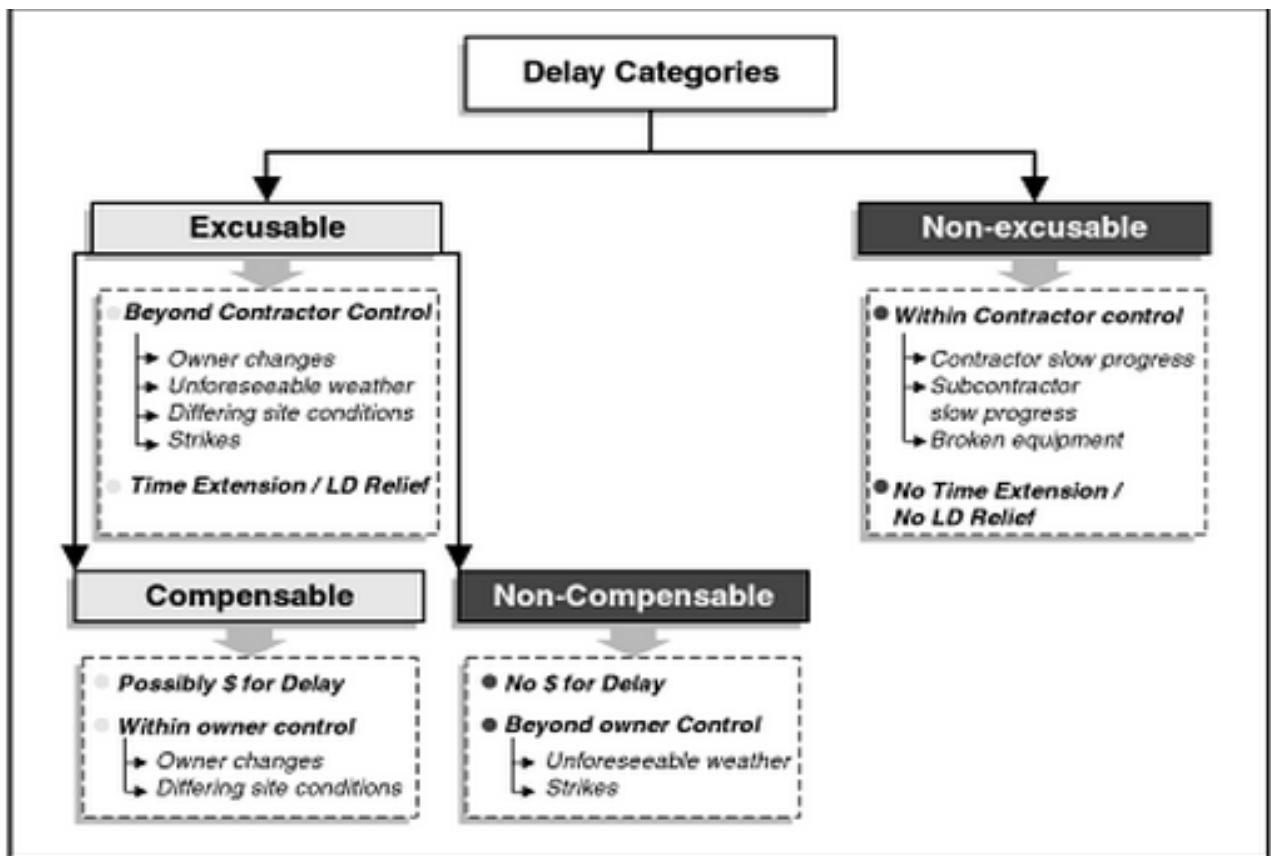 Delay Categories
Excusable
Non-excusable
Beyond Contractor Control
Owner changes
Unforeseeable weather
Differing site conditions
Strikes
Time Extension / LD Relief
Within Contractor control
Contractor slow progress
Subcontractor
slow progress
Broken equipment
No Time Extension /
No LD Relief
Compensable
Non-Compensable
Possibly $ for Delay
Within owner control
Owner changes
Differing site conditions
No $ for Delay
Beyond owner Control
Unforeseeable weather
Strikes